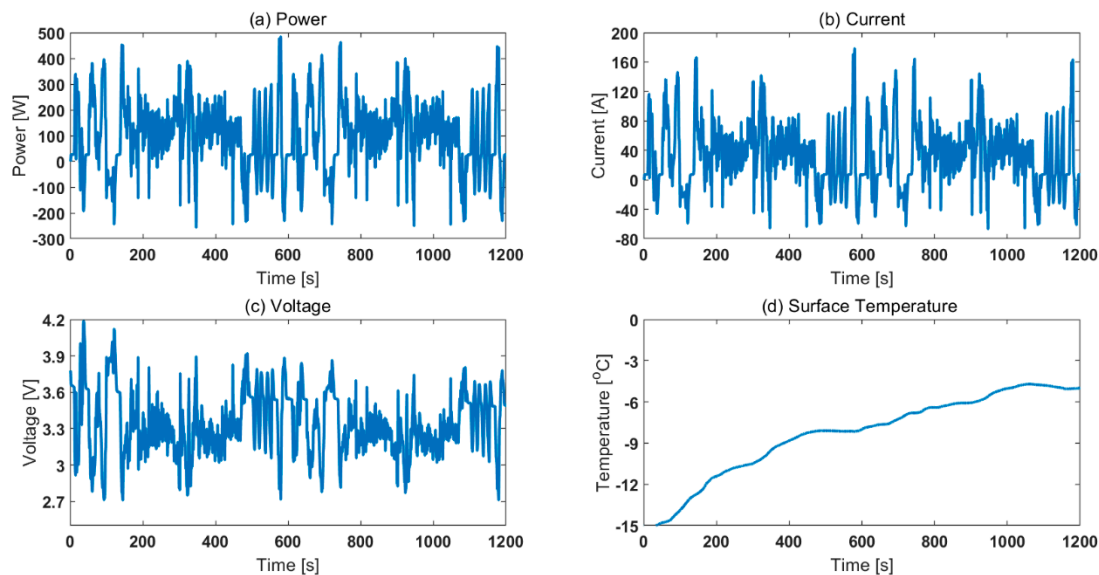 (a) Power
500
400
300
200
100
0
-100
-200
-300
Power [W]
0 200 400 600 800 1000 1200
Time [s]
(b) Current
200
160
120
80
40
0
-40
-80
Current [A]
0 200 400 600 800 1000 1200
Time [s]
(c) Voltage
4.2
3.9
3.6
3.3
3
2.7
Voltage [V]
0 200 400 600 800 1000 1200
Time [s]
(d) Surface Temperature
0
-3
-6
-9
-12
-15
Temperature [°C]
0 200 400 600 800 1000 1200
Time [s]